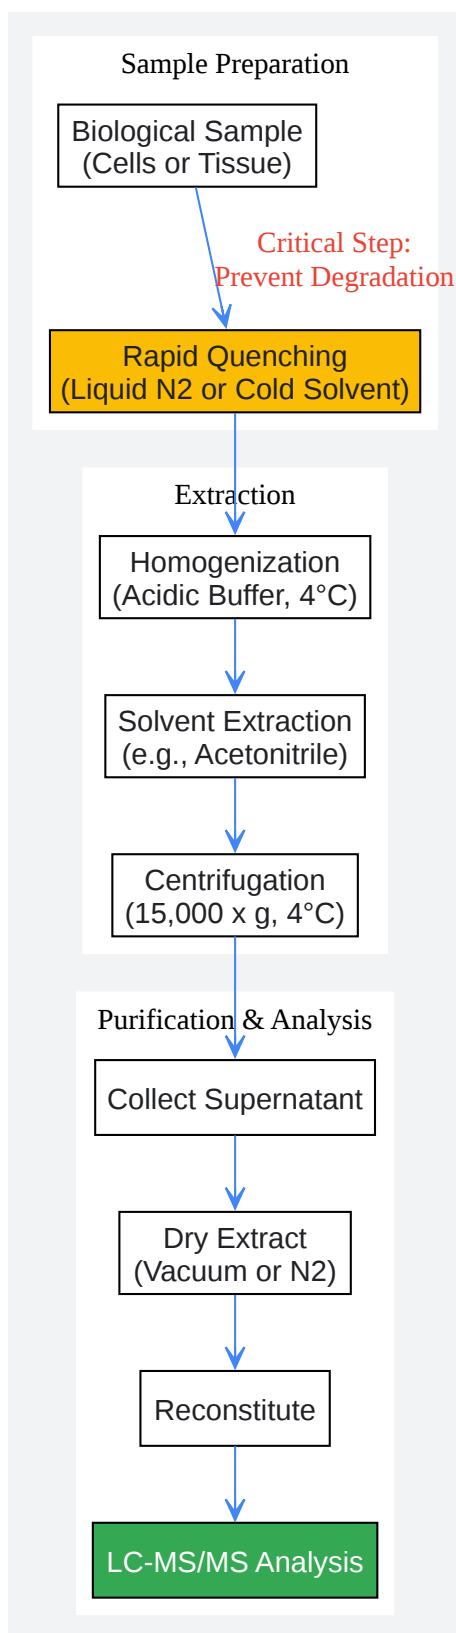 Sample Preparation
Biological Sample
(Cells or Tissue)
Critical Step:
Prevent Degradation
Rapid Quenching
(Liquid N2 or Cold Solvent)
Extraction
Homogenization
(Acidic Buffer, 4°C)
Solvent Extraction
(e.g., Acetonitrile)
Centrifugation
(15,000 x g, 4°C)
Purification & Analysis
Collect Supernatant
Dry Extract
(Vacuum or N2)
Reconstitute
LC-MS/MS Analysis